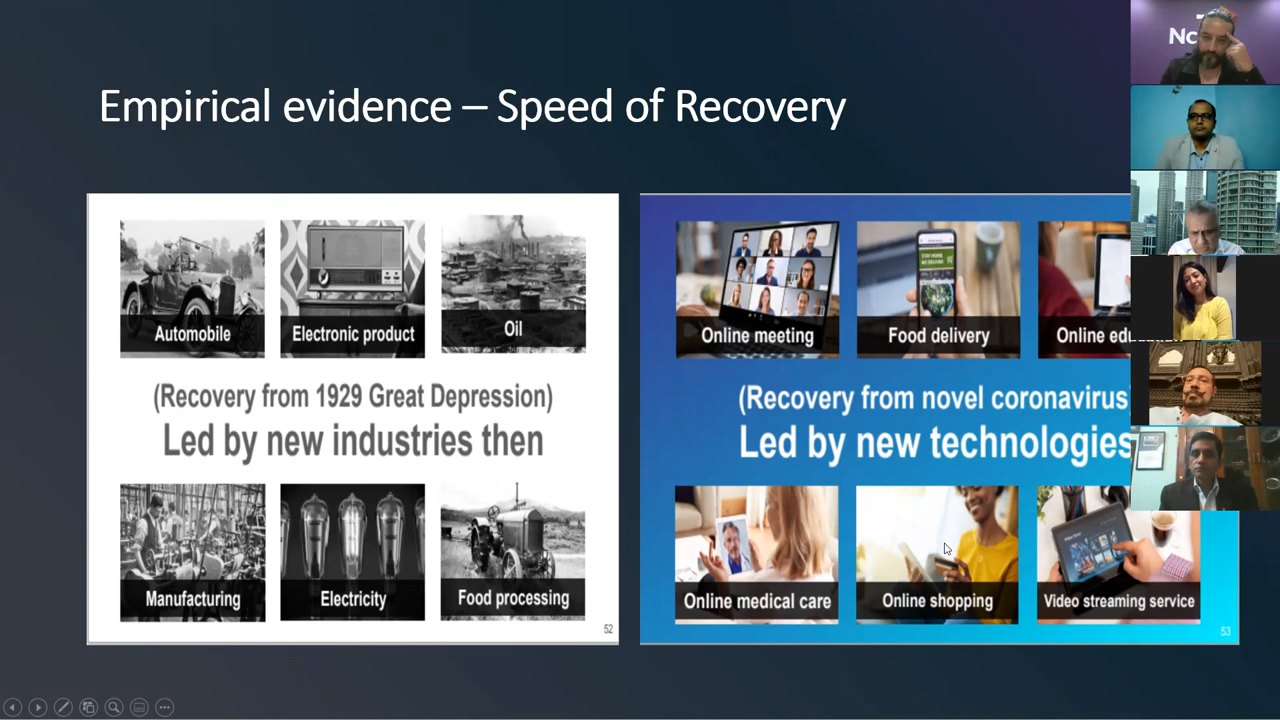 Empirical evidence – Speed of Recovery
Automobile
Electronic product
Oil
(Recovery from 1929 Great Depression)
Led by new industries then
Manufacturing
Electricity
Food processing
52
Online meeting
Food delivery
Online
(Recovery from novel coronavirus)
Led by new technologies
Online medical care
Online shopping
Video streaming service
53